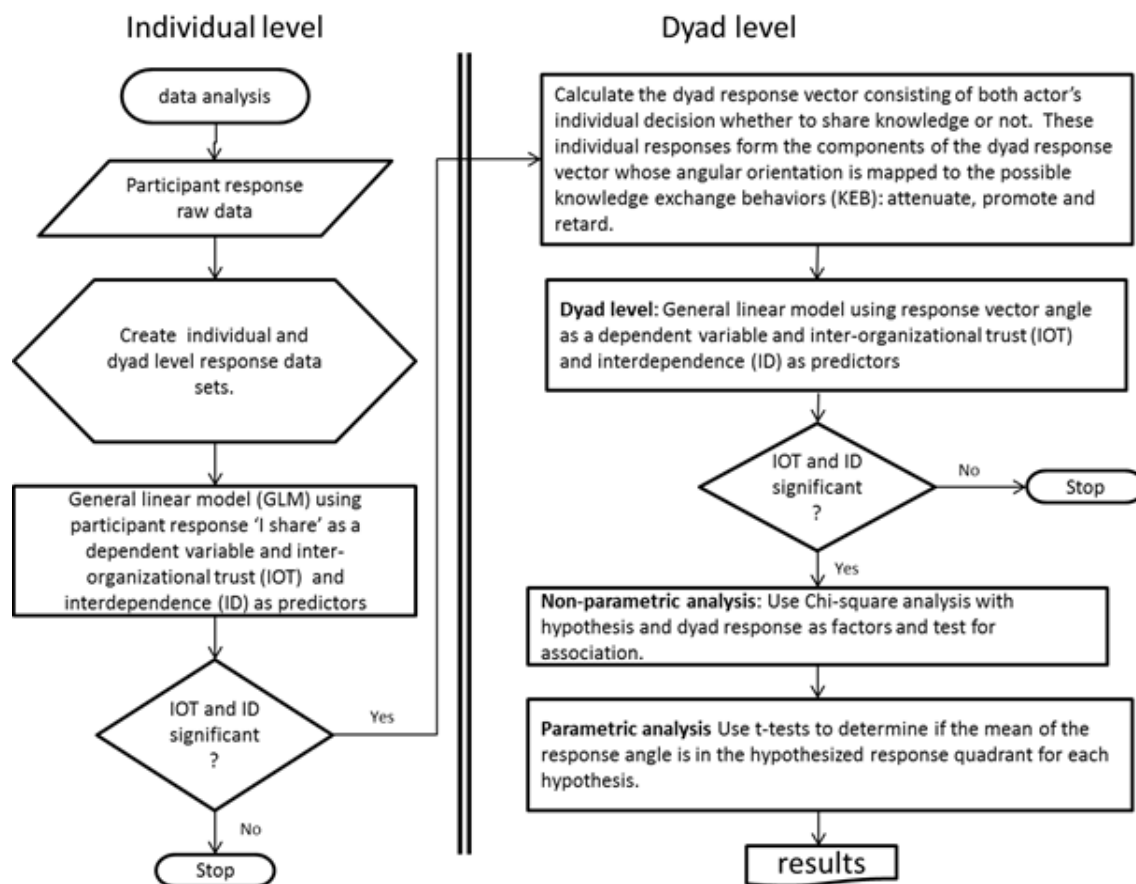 Individual level
data analysis
Participant response
raw data
Create individual and
dyad level response data
sets.
General linear model (GLM) using
participant response ‘I share’ as a
dependent variable and inter-
organizational trust (IOT) and
interdependence (ID) as predictors
IOT and ID
significant
?
Yes
No
Stop
Dyad level
Calculate the dyad response vector consisting of both actor’s
individual decision whether to share knowledge or not. These
individual responses form the components of the dyad response
vector whose angular orientation is mapped to the possible
knowledge exchange behaviors (KEB): attenuate, promote and
retard.
Dyad level: General linear model using response vector angle
as a dependent variable and inter-organizational trust (IOT)
and interdependence (ID) as predictors
IOT and ID
significant
?
No
Stop
Yes
Non-parametric analysis: Use Chi-square analysis with
hypothesis and dyad response as factors and test for
association.
Parametric analysis Use t-tests to determine if the mean of the
response angle is in the hypothesized response quadrant for each
hypothesis.
results